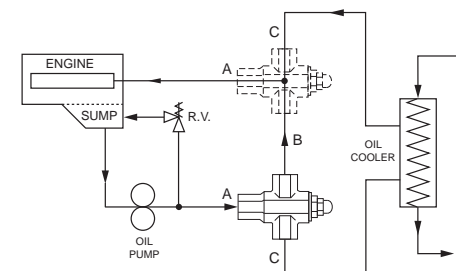 C
A
ENGINE
SUMP
R.V.
B
OIL
COOLER
A
OIL
PUMP
C